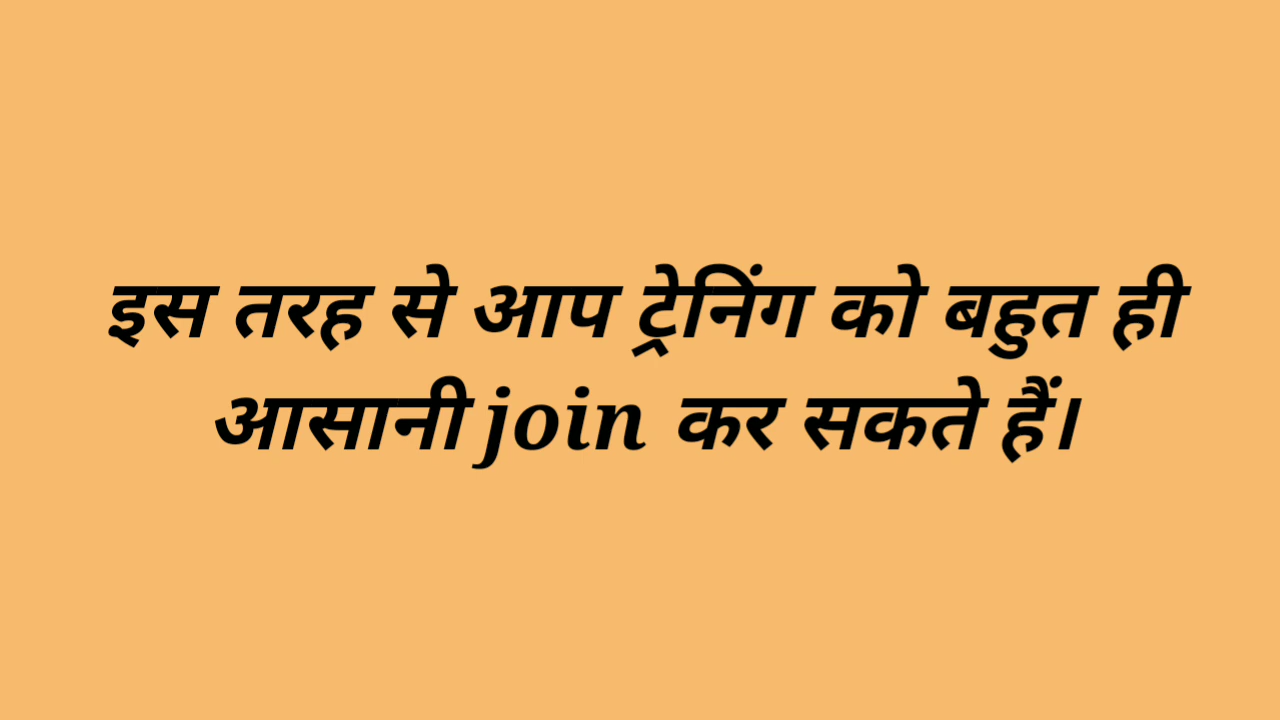 इस तरह से आप ट्रेनिंग को बहुत ही
आसानी join कर सकते हैं।